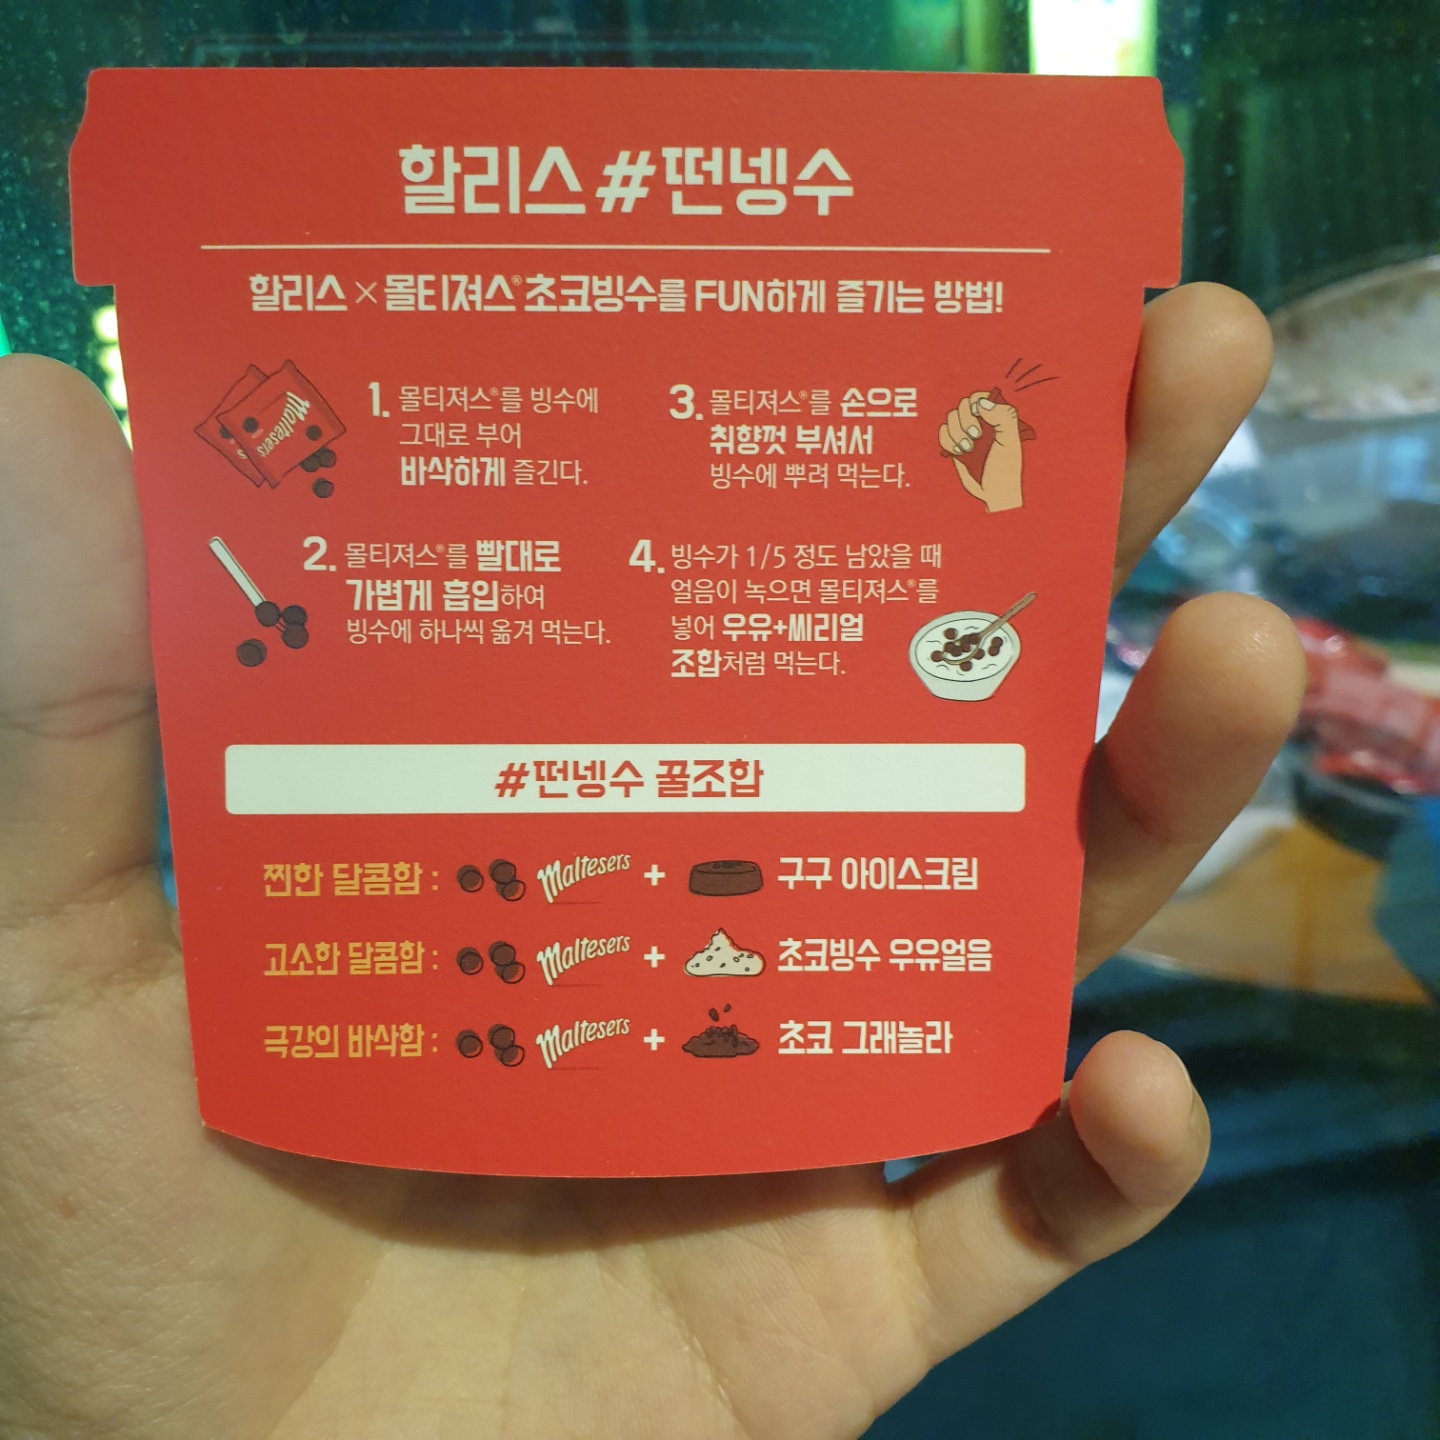 할리스#떤넹수
할리스×몰티져스®초코빙수를 FUN하게 즐기는 방법!
1. 몰티져스®를 빙수에
그대로 부어
바삭하게 즐긴다.
2. 몰티져스®를 빨대로
가볍게 흡입하여
빙수에 하나씩 옮겨 먹는다.
3. 몰티져스®를 손으로
취향껏 부셔서
빙수에 뿌려 먹는다.
4. 빙수가 1/5 정도 남았을 때
얼음이 녹으면 몰티져스®를
넣어 우유+씨리얼
조합처럼 먹는다.
Maltesers
#떤넹수 꿀조합
찐한 달콤함 : Maltesers + 구구 아이스크림
고소한 달콤함 : Maltesers + 초코빙수 우유얼음
극강의 바삭함 : Maltesers + 초코 그래놀라